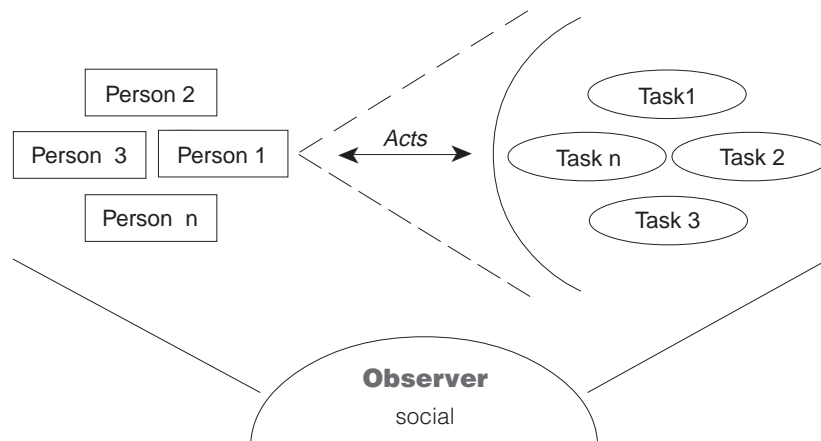 Person 2
Person 3
Person 1
Person n
Acts
Task1
Task n
Task 2
Task 3
Observer
social